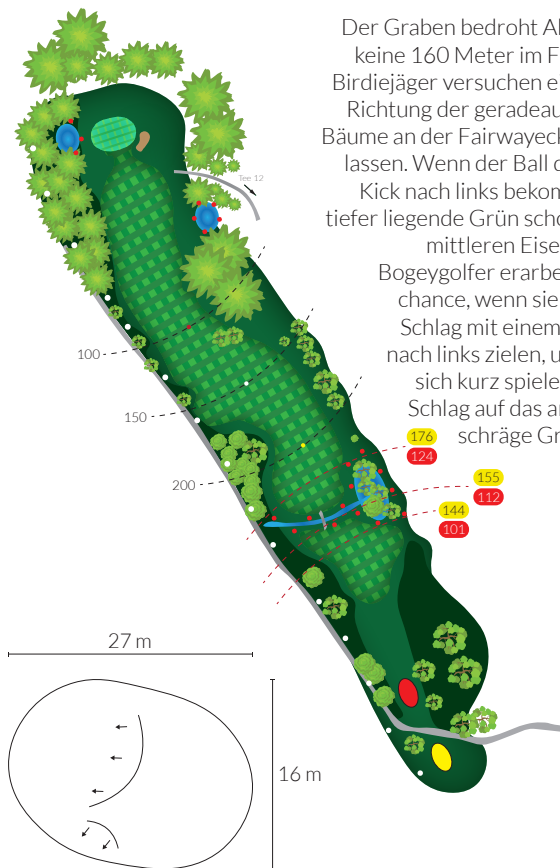 Der Graben bedroht Al
keine 160 Meter im F
Birdiejäger versuchen e
Richtung der geradeau
Bäume an der Fairwayeck
lassen. Wenn der Ball d
Kick nach links bekom
tiefer liegende Grün scho
mittleren Eise
Bogeygolfer erarbe
chance, wenn sie
Schlag mit einem
nach links zielen, u
sich kurz spiele
Schlag auf das a
schräge Gr
Tee 12
100
150
200
176
124
155
112
144
101
27 m
16 m